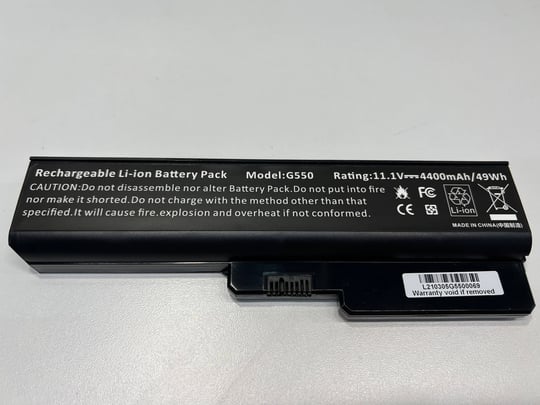 Rechargeable Li-ion Battery Pack Model:G550 Rating:11.1V⎓4400mAh/49Wh
CAUTION:Do not disassemble nor alter Battery Pack.Do not put into fire
nor make it shorted. Do not charge with the method other than that
specified.It will cause fire.explosion and overheat if not conformed.
FC
CE
Li-ion
MADE IN CHINA(中国制造)
L210305G5500069
Warranty void if removed